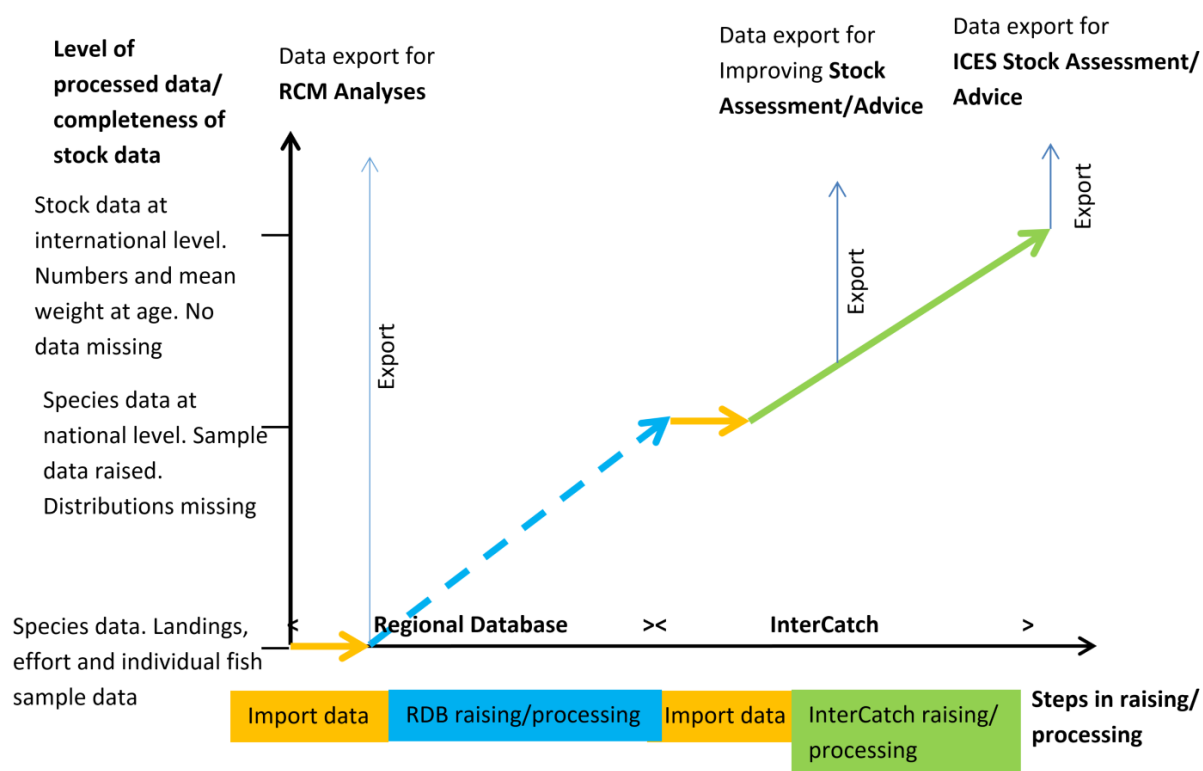 Level of
processed data/
completeness of
stock data
Data export for
RCM Analyses
Data export for
Improving Stock
Assessment/Advice
Data export for
ICES Stock Assessment/
Advice
Stock data at
international level.
Numbers and mean
weight at age. No
data missing
Export
Export
Export
Species data at
national level. Sample
data raised.
Distributions missing
Species data. Landings,
effort and individual fish
sample data
< Regional Database >< InterCatch >
Import data
RDB raising/processing
Import data
InterCatch raising/
processing
Steps in raising/
processing